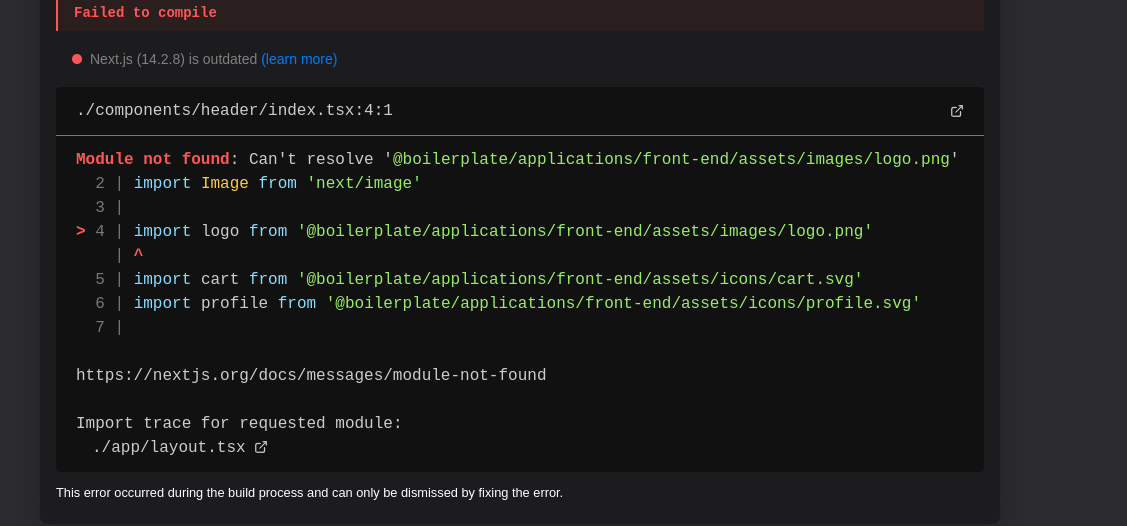 Failed to compile
Next.js (14.2.8) is outdated (learn more)
./components/header/index.tsx:4:1
Module not found: Can't resolve '@boilerplate/applications/front-end/assets/images/logo.png'
2 | import Image from 'next/image'
3 |
> 4 | import logo from '@boilerplate/applications/front-end/assets/images/logo.png'
| ^
5 | import cart from '@boilerplate/applications/front-end/assets/icons/cart.svg'
6 | import profile from '@boilerplate/applications/front-end/assets/icons/profile.svg'
7 |
https://nextjs.org/docs/messages/module-not-found
Import trace for requested module:
./app/layout.tsx
This error occurred during the build process and can only be dismissed by fixing the error.